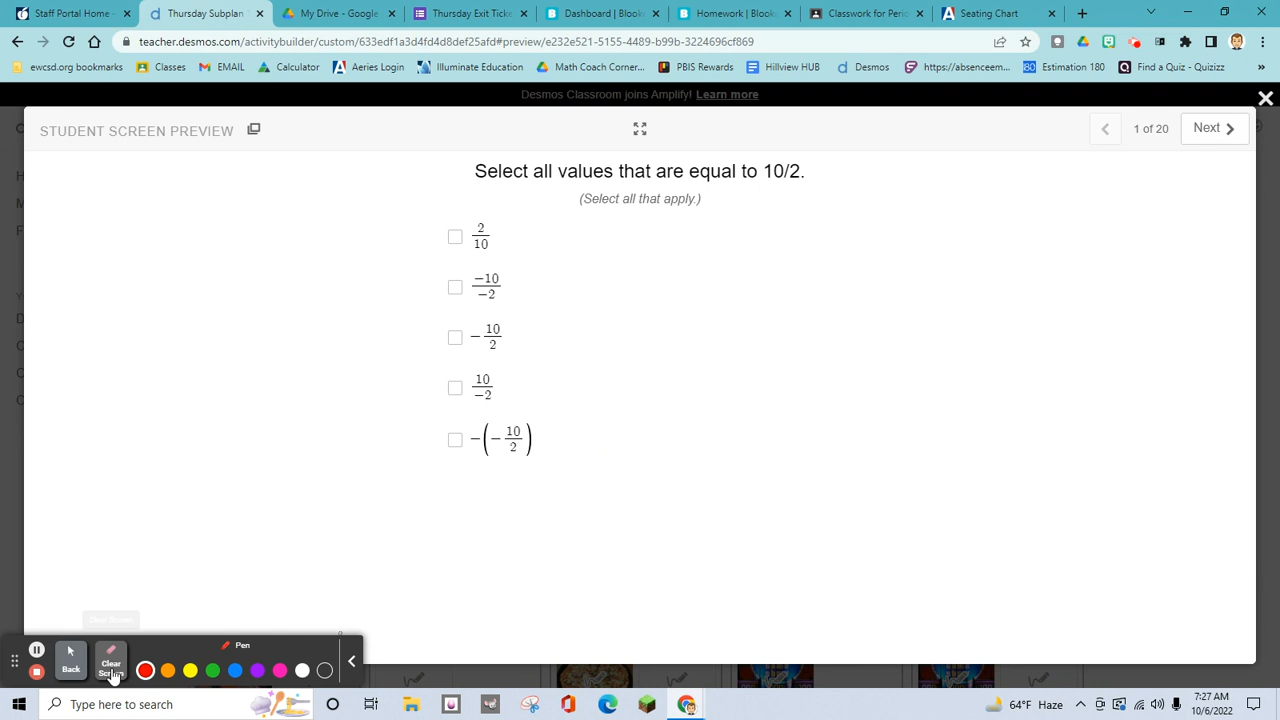 Staff Portal Home -
Thursday Subplan
My Drive - Google
Thursday Exit Ticke
Dashboard | Blook
Homework | Blook
Classwork for Peric
Seating Chart
teacher.desmos.com/activitybuilder/custom/633edf1a3d4fd4d8def25afd#preview/e232e521-5155-4489-b99b-3224696cf869
ewcsd.org bookmarks
Classes
EMAIL
Calculator
Aeries Login
Illuminate Education
Math Coach Corner...
PBIS Rewards
Hillview HUB
Desmos
https://absenceem...
Estimation 180
Find a Quiz - Quizizz
»
Desmos Classroom joins Amplify! Learn more
STUDENT SCREEN PREVIEW
1 of 20
Next
Select all values that are equal to 10/2.
(Select all that apply.)
2/10
−10/−2
−10/2
10/−2
−(−10/2)
Clear Screen
Pen
Back
Clear
Screen
Type here to search
64°F Haze
7:27 AM
10/6/2022